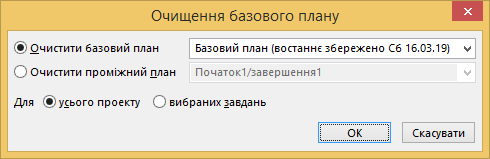 Очищення базового плану
Очистити базовий план Базовий план (востаннє збережено Сб 16.03.19)
Очистити проміжний план Початок1/завершення1
Для усього проекту вибраних завдань
ОК Скасувати